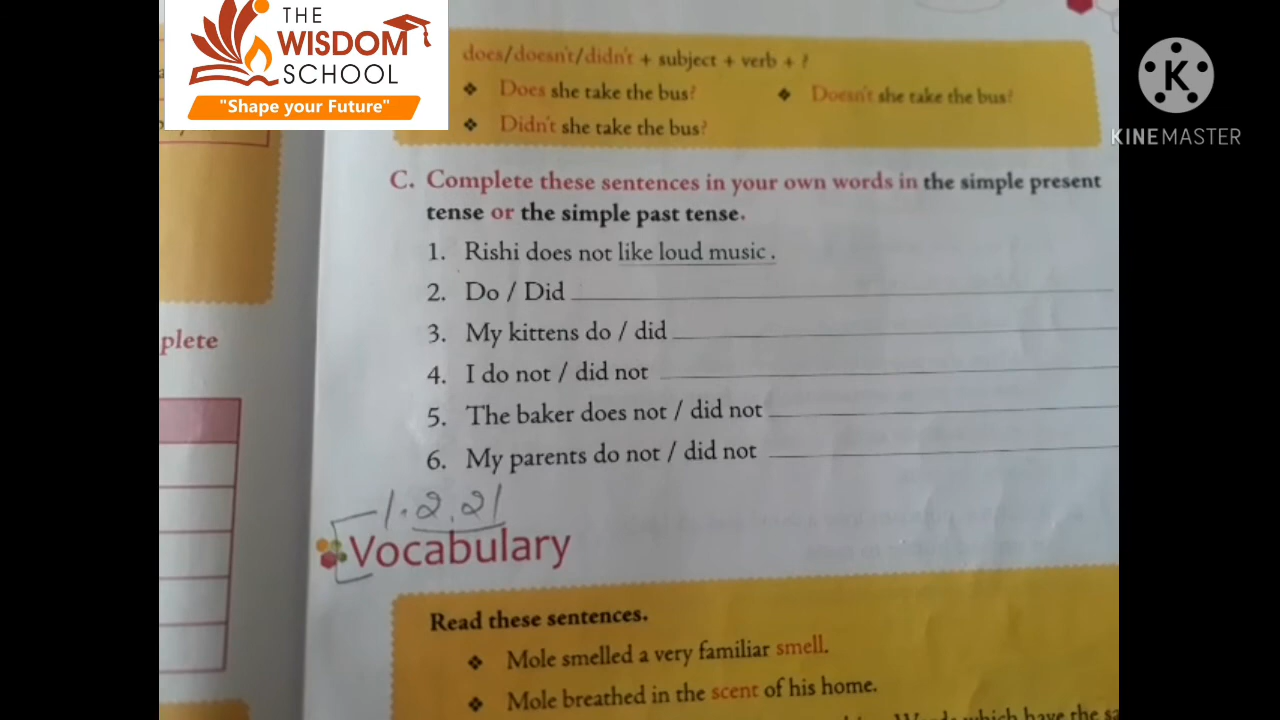 THE
WISDOM
SCHOOL
"Shape your Future"
KINEMASTER
does/doesn't/didn't + subject + verb + ?
❖ Does she take the bus? ❖ Doesn't she take the bus?
❖ Didn't she take the bus?
C. Complete these sentences in your own words in the simple present
tense or the simple past tense.
1. Rishi does not like loud music.
2. Do / Did
3. My kittens do / did
4. I do not / did not
5. The baker does not / did not
6. My parents do not / did not
plete
1.2.21
Vocabulary
Read these sentences.
❖ Mole smelled a very familiar smell.
❖ Mole breathed in the scent of his home.
which have the